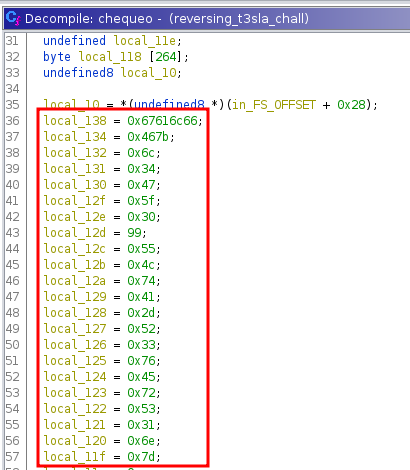 Decompile: chequeo - (reversing_t3sla_chall)
31 undefined local_11e;
32 byte local_118 [264];
33 undefined8 local_10;
34
35 local_10 = *(undefined8 *)(in_FS_OFFSET + 0x28);
36 local_138 = 0x67616c66;
37 local_134 = 0x467b;
38 local_132 = 0x6c;
39 local_131 = 0x34;
40 local_130 = 0x47;
41 local_12f = 0x5f;
42 local_12e = 0x30;
43 local_12d = 99;
44 local_12c = 0x55;
45 local_12b = 0x4c;
46 local_12a = 0x74;
47 local_129 = 0x41;
48 local_128 = 0x2d;
49 local_127 = 0x52;
50 local_126 = 0x33;
51 local_125 = 0x76;
52 local_124 = 0x45;
53 local_123 = 0x72;
54 local_122 = 0x53;
55 local_121 = 0x31;
56 local_120 = 0x6e;
57 local_11f = 0x7d;